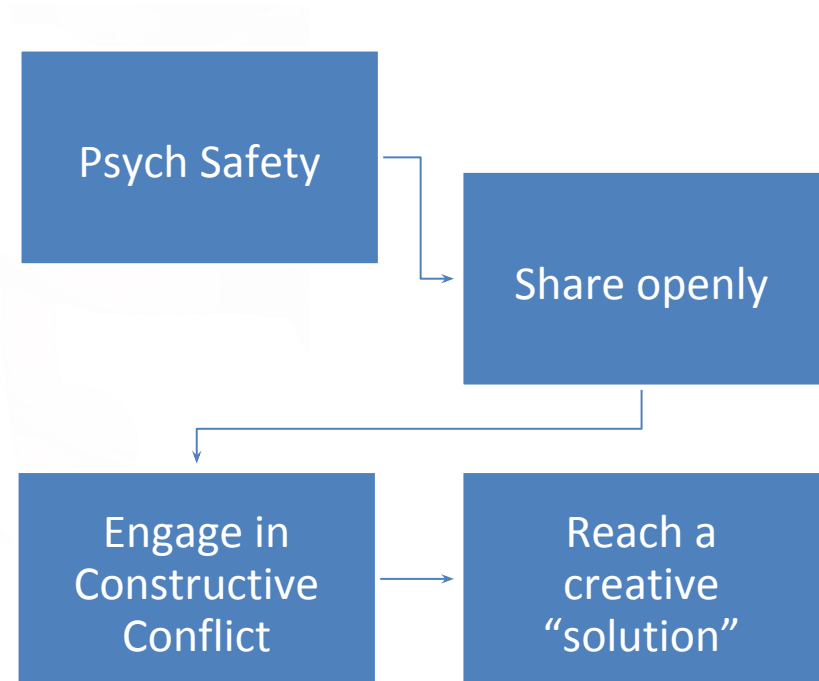 Psych Safety
Share openly
Engage in
Constructive
Conflict
Reach a
creative
“solution”